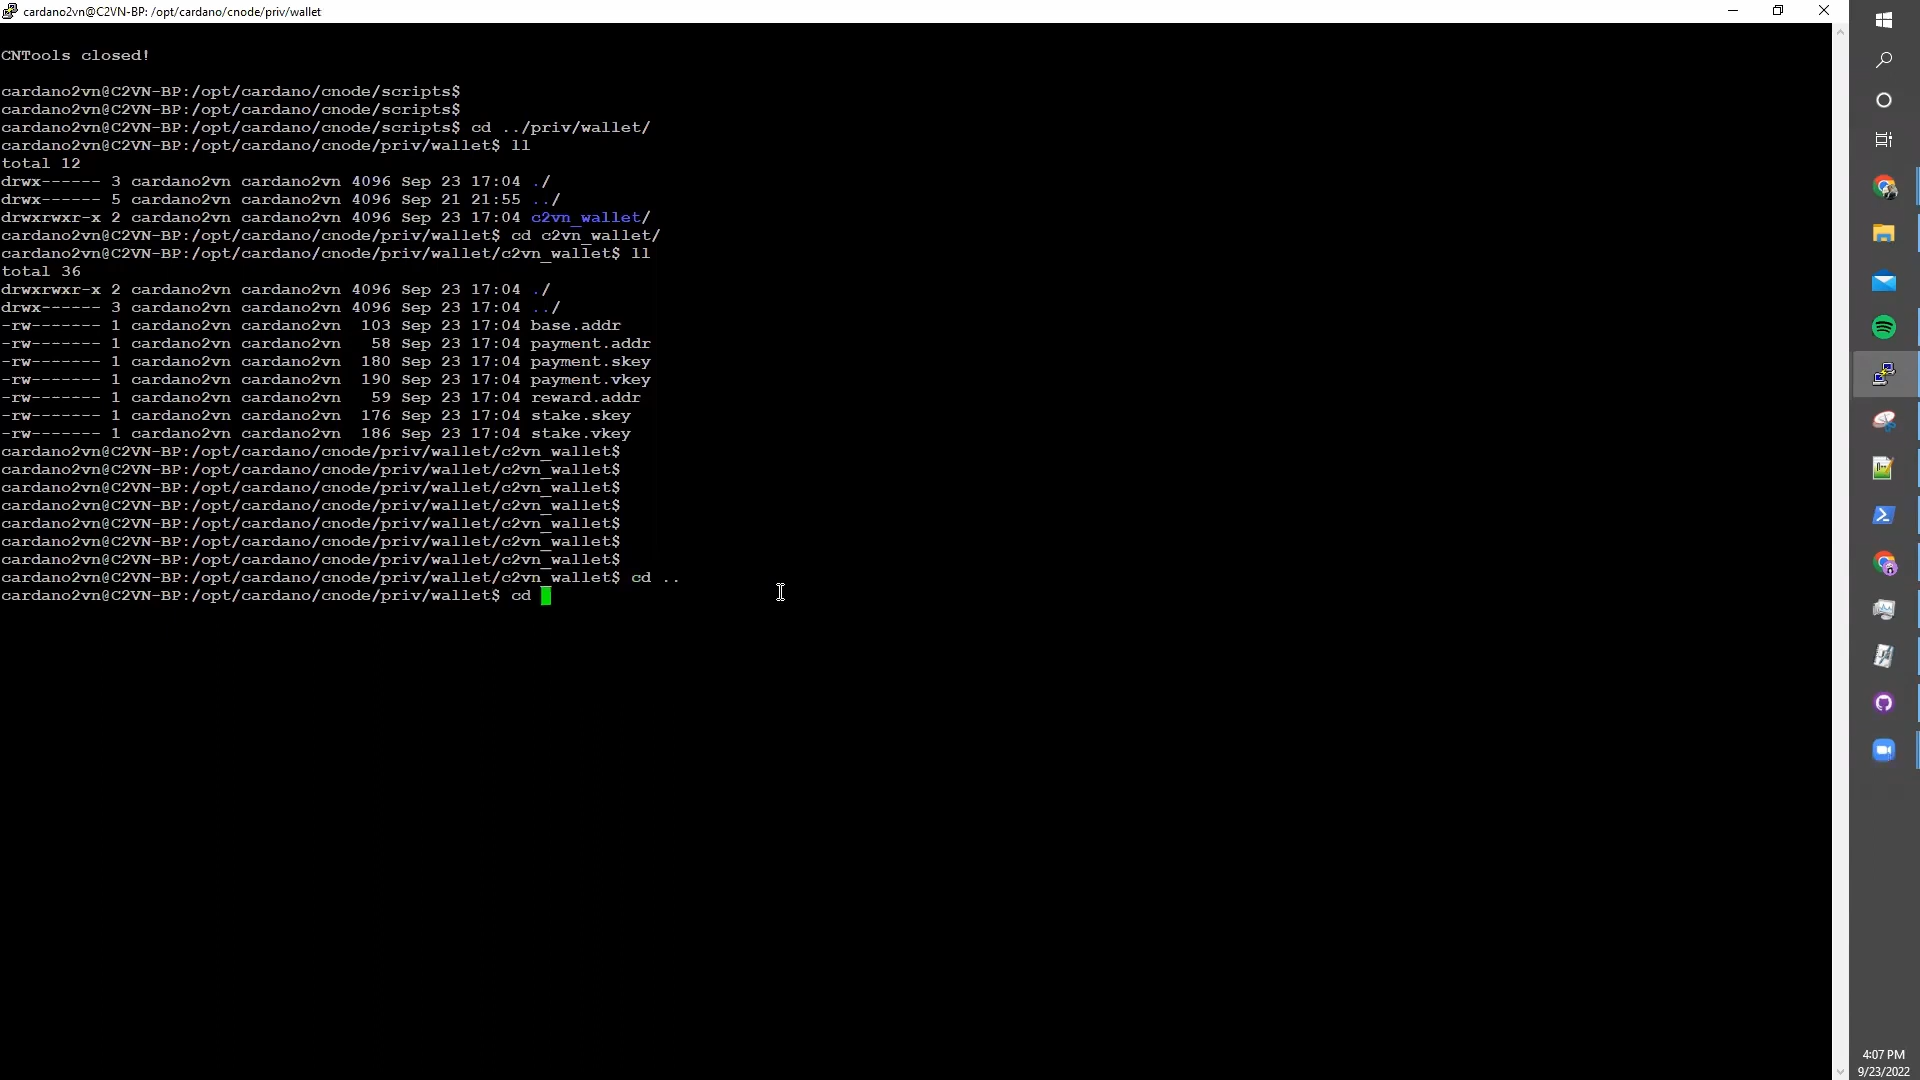 cardano2vn@C2VN-BP: /opt/cardano/cnode/priv/wallet
CNTools closed!
cardano2vn@C2VN-BP:/opt/cardano/cnode/scripts$
cardano2vn@C2VN-BP:/opt/cardano/cnode/scripts$
cardano2vn@C2VN-BP:/opt/cardano/cnode/scripts$ cd ../priv/wallet/
cardano2vn@C2VN-BP:/opt/cardano/cnode/priv/wallet$ ll
total 12
drwx------ 3 cardano2vn cardano2vn 4096 Sep 23 17:04 ./
drwx------ 5 cardano2vn cardano2vn 4096 Sep 21 21:55 ../
drwxrwxr-x 2 cardano2vn cardano2vn 4096 Sep 23 17:04 c2vn_wallet/
cardano2vn@C2VN-BP:/opt/cardano/cnode/priv/wallet$ cd c2vn_wallet/
cardano2vn@C2VN-BP:/opt/cardano/cnode/priv/wallet/c2vn_wallet$ ll
total 36
drwxrwxr-x 2 cardano2vn cardano2vn 4096 Sep 23 17:04 ./
drwx------ 3 cardano2vn cardano2vn 4096 Sep 23 17:04 ../
-rw------- 1 cardano2vn cardano2vn  103 Sep 23 17:04 base.addr
-rw------- 1 cardano2vn cardano2vn   58 Sep 23 17:04 payment.addr
-rw------- 1 cardano2vn cardano2vn  180 Sep 23 17:04 payment.skey
-rw------- 1 cardano2vn cardano2vn  190 Sep 23 17:04 payment.vkey
-rw------- 1 cardano2vn cardano2vn   59 Sep 23 17:04 reward.addr
-rw------- 1 cardano2vn cardano2vn  176 Sep 23 17:04 stake.skey
-rw------- 1 cardano2vn cardano2vn  186 Sep 23 17:04 stake.vkey
cardano2vn@C2VN-BP:/opt/cardano/cnode/priv/wallet/c2vn_wallet$
cardano2vn@C2VN-BP:/opt/cardano/cnode/priv/wallet/c2vn_wallet$
cardano2vn@C2VN-BP:/opt/cardano/cnode/priv/wallet/c2vn_wallet$
cardano2vn@C2VN-BP:/opt/cardano/cnode/priv/wallet/c2vn_wallet$
cardano2vn@C2VN-BP:/opt/cardano/cnode/priv/wallet/c2vn_wallet$
cardano2vn@C2VN-BP:/opt/cardano/cnode/priv/wallet/c2vn_wallet$
cardano2vn@C2VN-BP:/opt/cardano/cnode/priv/wallet/c2vn_wallet$
cardano2vn@C2VN-BP:/opt/cardano/cnode/priv/wallet/c2vn_wallet$ cd ..
cardano2vn@C2VN-BP:/opt/cardano/cnode/priv/wallet$ cd
4:07 PM
9/23/2022